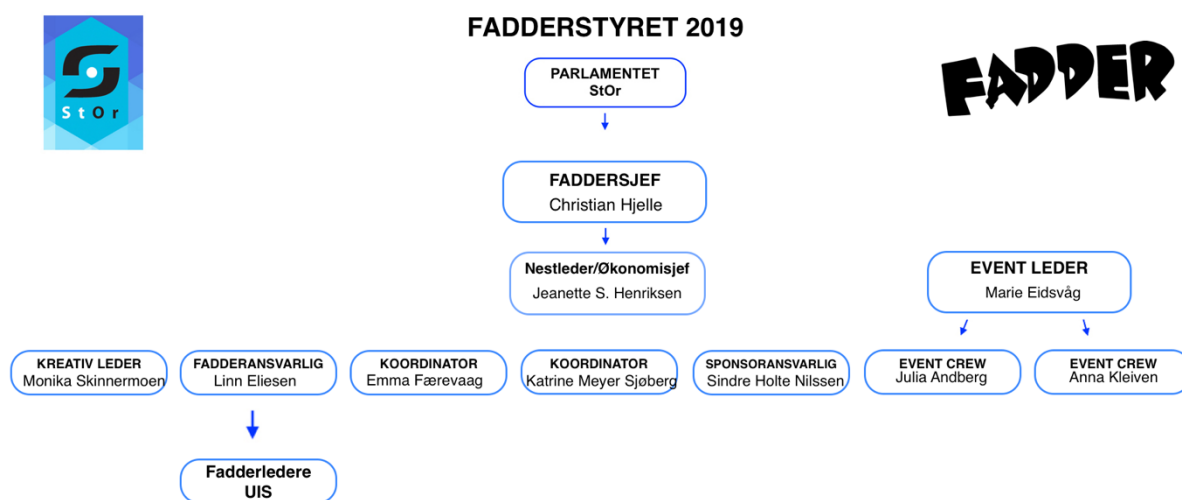 FADDERSTYRET 2019
StOr
FADDER
PARLAMENTET
StOr
FADDERSJEF
Christian Hjelle
Nestleder/Økonomisjef
Jeanette S. Henriksen
EVENT LEDER
Marie Eidsvåg
KREATIV LEDER
Monika Skinnermoen
FADDERANSVARLIG
Linn Eliesen
KOORDINATOR
Emma Færevaag
KOORDINATOR
Katrine Meyer Sjøberg
SPONSORANSVARLIG
Sindre Holte Nilssen
EVENT CREW
Julia Andberg
EVENT CREW
Anna Kleiven
Fadderledere
UIS